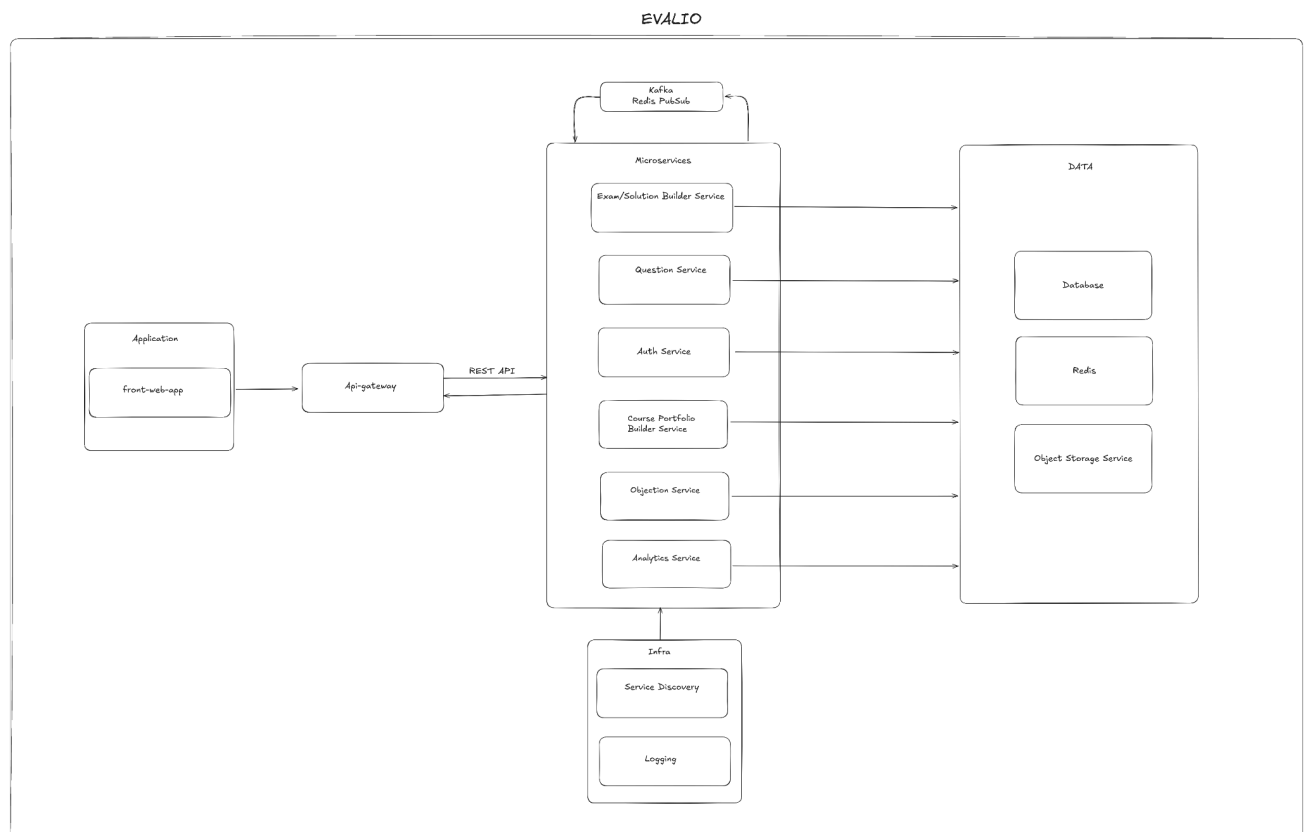 EVALIO
Kafka
Redis PubSub
Microservices
Exam/Solution Builder Service
Question Service
Auth Service
Course Portfolio
Builder Service
Objection Service
Analytics Service
DATA
Database
Redis
Object Storage Service
Application
front-web-app
Api-gateway
REST API
Infra
Service Discovery
Logging